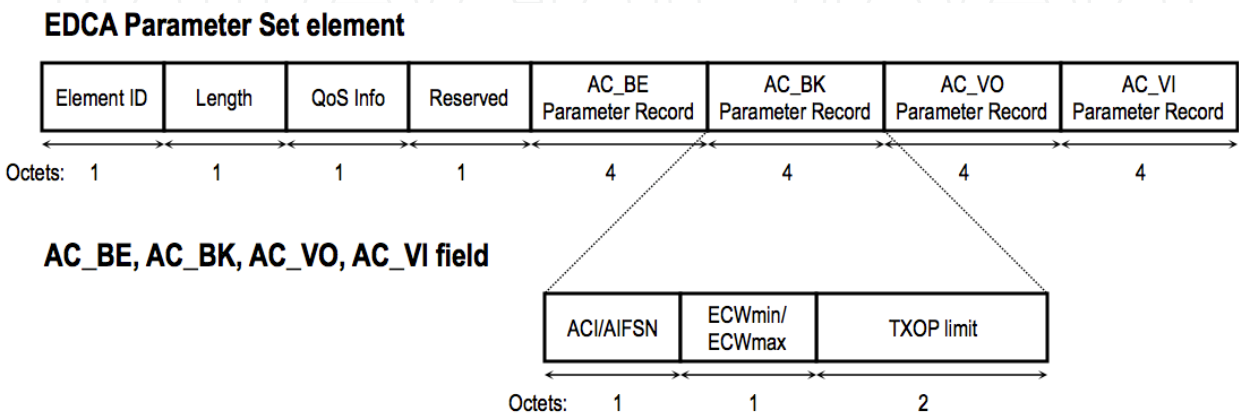 EDCA Parameter Set element
Element ID Length QoS Info Reserved AC_BE Parameter Record AC_BK Parameter Record AC_VO Parameter Record AC_VI Parameter Record
Octets: 1 1 1 1 4 4 4 4
AC_BE, AC_BK, AC_VO, AC_VI field
ACI/AIFSN ECWmin/ ECWmax TXOP limit
Octets: 1 1 2